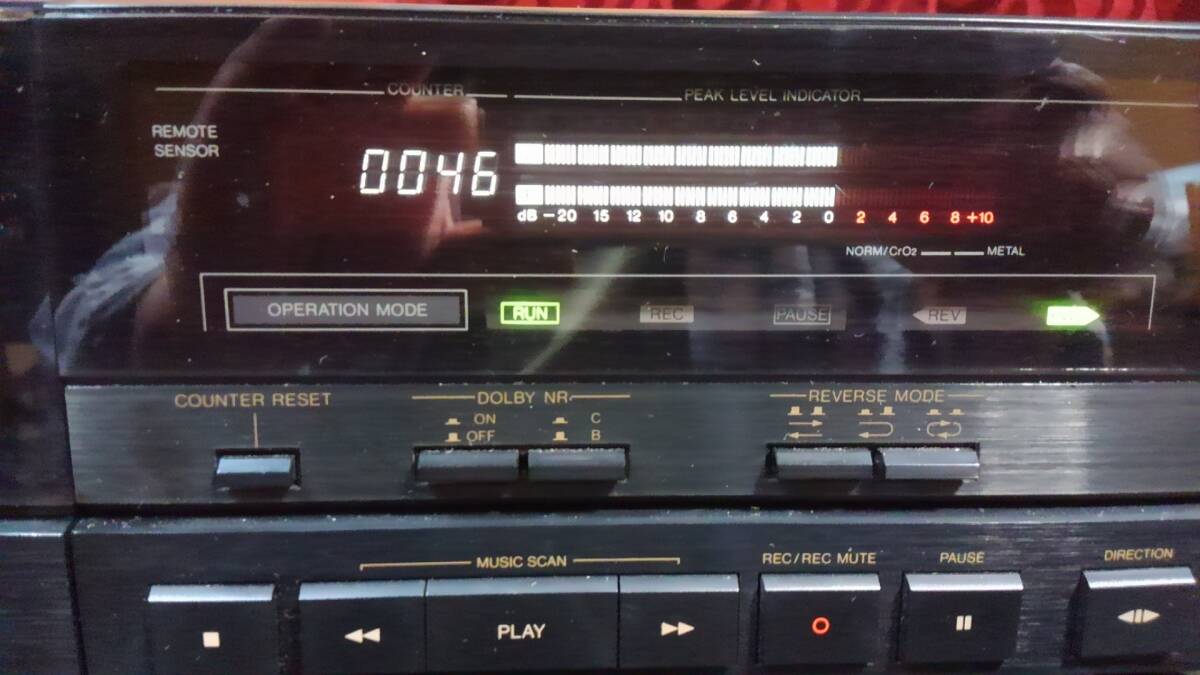 COUNTER
PEAK LEVEL INDICATOR
REMOTE
SENSOR
0046
dB -20 15 12 10 8 6 4 2 0 2 4 6 8 +10
NORM/CrO2
METAL
OPERATION MODE
RUN
REC
PAUSE
REV
COUNTER RESET
DOLBY NR
REVERSE MODE
ON
C
OFF
B
MUSIC SCAN
REC/REC MUTE
PAUSE
DIRECTION
PLAY